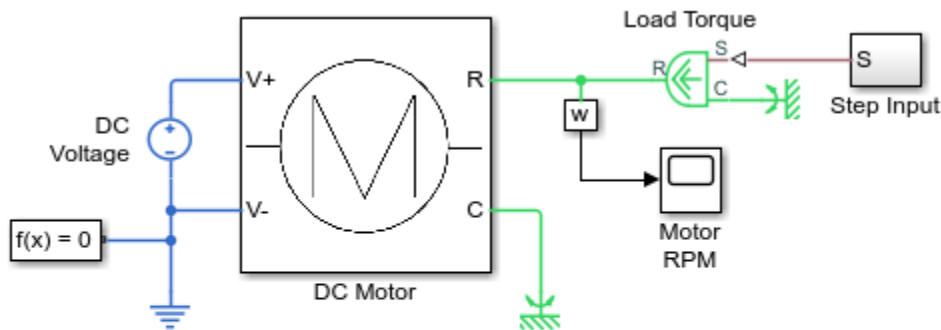 Load Torque
S
R
C
S
Step Input
V+
R
DC
Voltage
w
V-
C
f(x) = 0
Motor
RPM
DC Motor